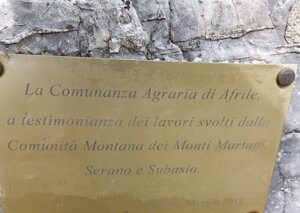 La Comunanza Agraria di Afrile,
a testimonianza dei lavori svolti dalla
Comunità Montana dei Monti Martani
Serano e Subasio.
Maggio 2012